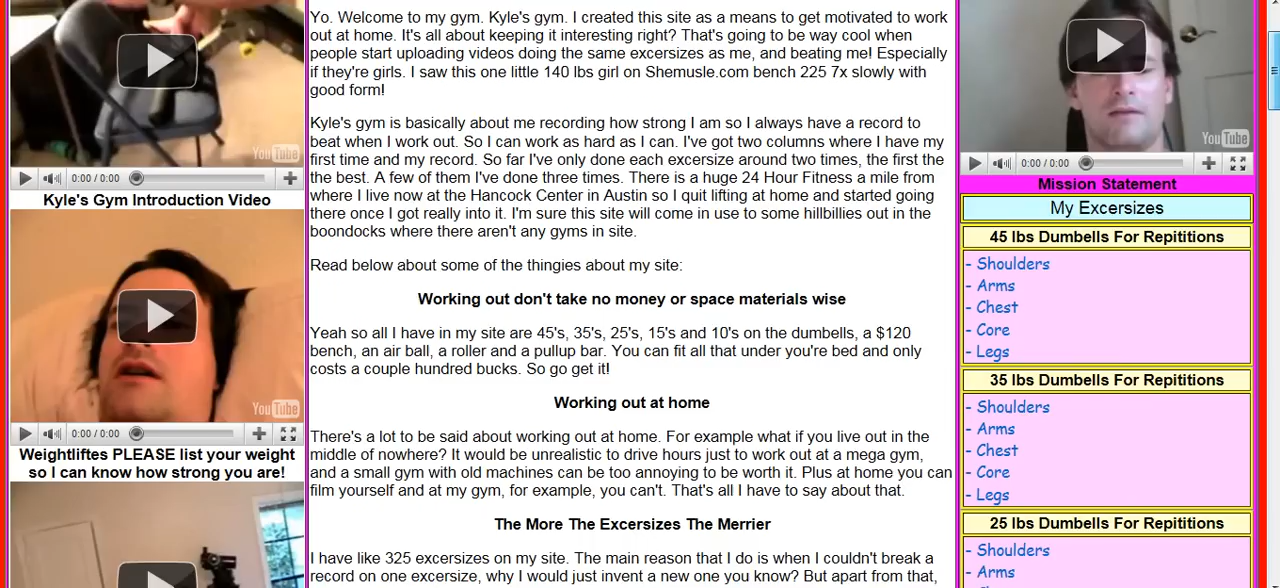 YouTube
0:00 / 0:00
Kyle's Gym Introduction Video
YouTube
0:00 / 0:00
Weightliftes PLEASE list your weight
so I can know how strong you are!
Yo. Welcome to my gym. Kyle's gym. I created this site as a means to get motivated to work
out at home. It's all about keeping it interesting right? That's going to be way cool when
people start uploading videos doing the same excersizes as me, and beating me! Especially
if they're girls. I saw this one little 140 lbs girl on Shemusle.com bench 225 7x slowly with
good form!
Kyle's gym is basally about me recording how strong I am so I always have a record to
beat when I work out. So I can work as hard as I can. I've got two columns where I have my
first time and my record. So far I've only done each excersize around two times, the first the
the best. A few of them I've done three times. There is a huge 24 Hour Fitness a mile from
where I live now at the Hancock Center in Austin so I quit lifting at home and started going
there once I got really into it. I'm sure this site will come in use to some hillbillies out in the
boondocks where there aren't any gyms in site.
Read below about some of the thingies about my site:
Working out don't take no money or space materials wise
Yeah so all I have in my site are 45's, 35's, 25's, 15's and 10's on the dumbells, a $120
bench, an air ball, a roller and a pullup bar. You can fit all that under you're bed and only
costs a couple hundred bucks. So go get it!
Working out at home
There's a lot to be said about working out at home. For example what if you live out in the
middle of nowhere? It would be unrealistic to drive hours just to work out at a mega gym,
and a small gym with old machines can be too annoying to be worth it. Plus at home you can
film yourself and at my gym, for example, you can't. That's all I have to say about that.
The More The Excersizes The Merrier
I have like 325 excersizes on my site. The main reason that I do is when I couldn't break a
record on one excersize, why I would just invent a new one you know? But apart from that,
YouTube
0:00 / 0:00
Mission Statement
My Excersizes
45 lbs Dumbells For Repititions
- Shoulders
- Arms
- Chest
- Core
- Legs
35 lbs Dumbells For Repititions
- Shoulders
- Arms
- Chest
- Core
- Legs
25 lbs Dumbells For Repititions
- Shoulders
- Arms